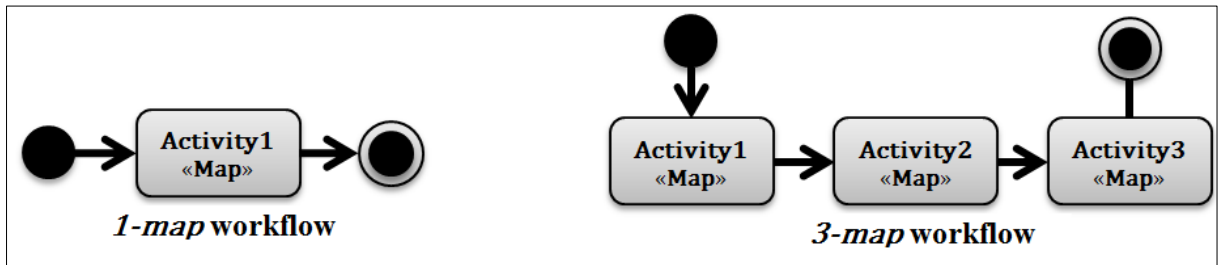 Activity1
«Map»
1-map workflow
Activity1
«Map»
Activity2
«Map»
Activity3
«Map»
3-map workflow